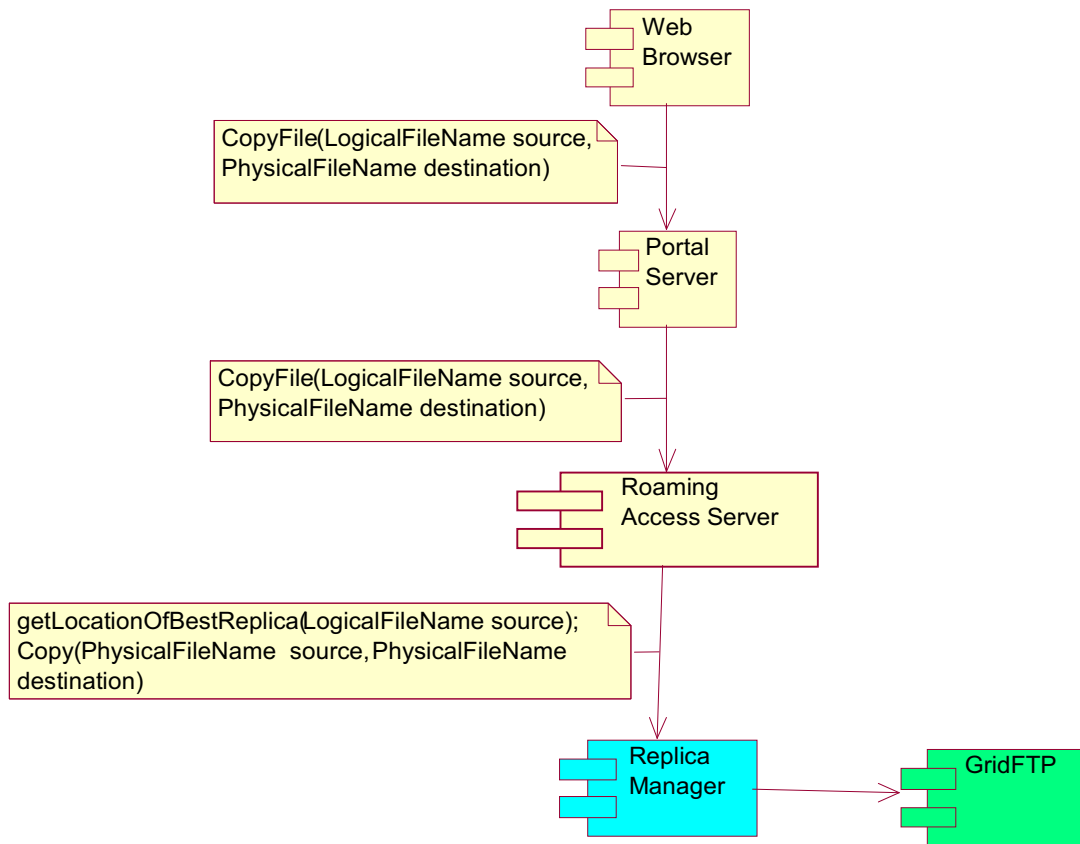 Web
Browser
CopyFile(LogicalFileName source,
PhysicalFileName destination)
Portal
Server
CopyFile(LogicalFileName source,
PhysicalFileName destination)
Roaming
Access Server
getLocationOfBestReplica(LogicalFileName source);
Copy(PhysicalFileName source,PhysicalFileName
destination)
Replica
Manager
GridFTP